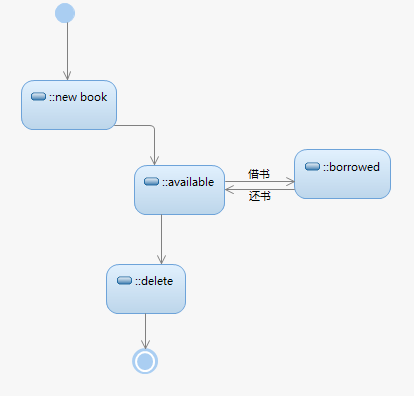 ::new book
::available
借书
::borrowed
还书
::delete